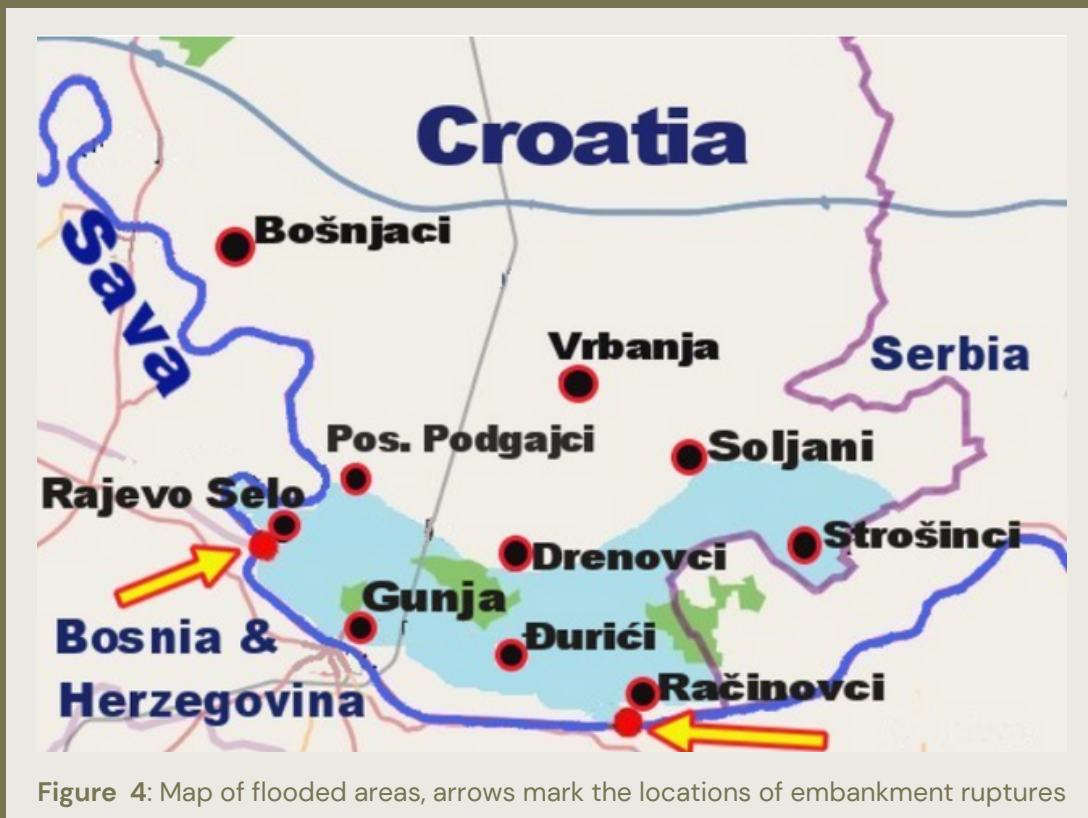 Croatia
Bošnjaci
Sava
Vrbanja
Serbia
Pos. Podgajci
Soljani
Rajevo Selo
Strošinci
Drenovci
Gunja
Bosnia &
Herzegovina
Đurići
Račinovci
Figure 4: Map of flooded areas, arrows mark the locations of embankment ruptures